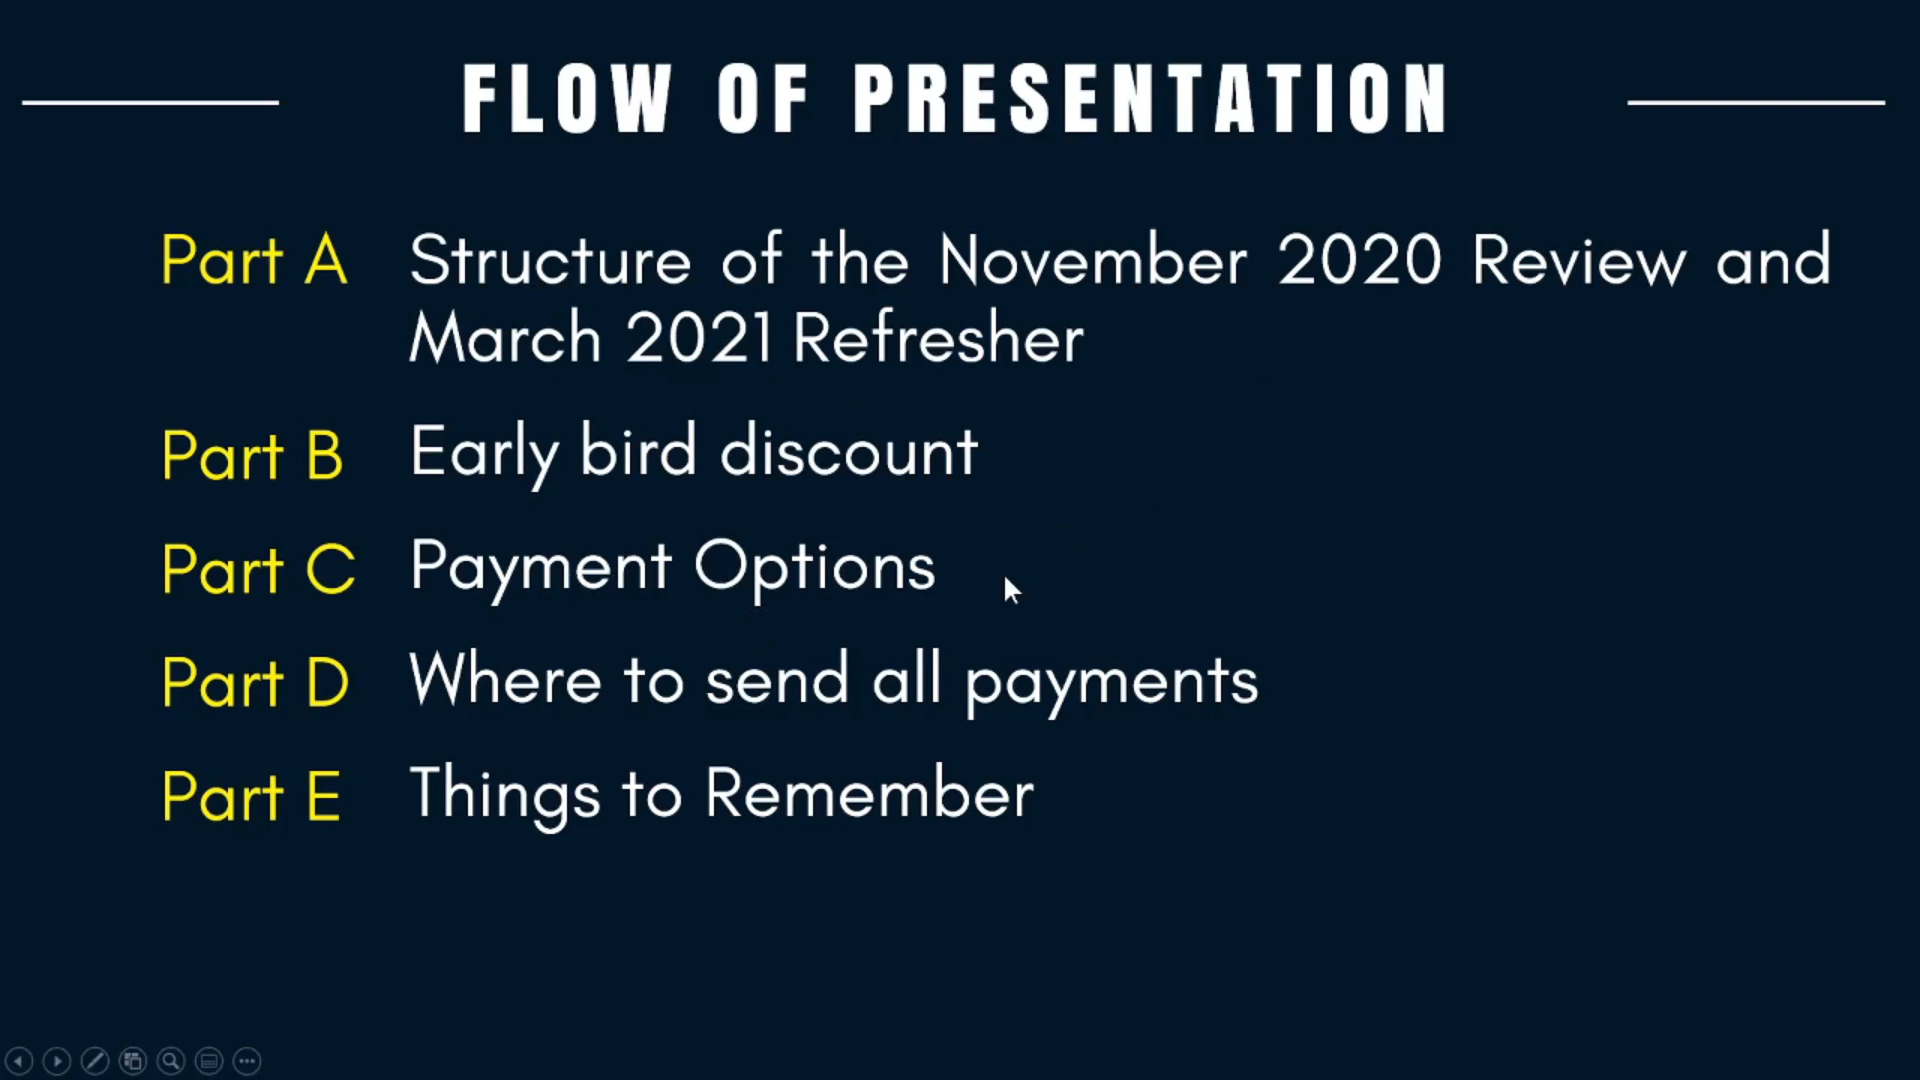 FLOW OF PRESENTATION
Part A Structure of the November 2020 Review and
March 2021 Refresher
Part B Early bird discount
Part C Payment Options
Part D Where to send all payments
Part E Things to Remember